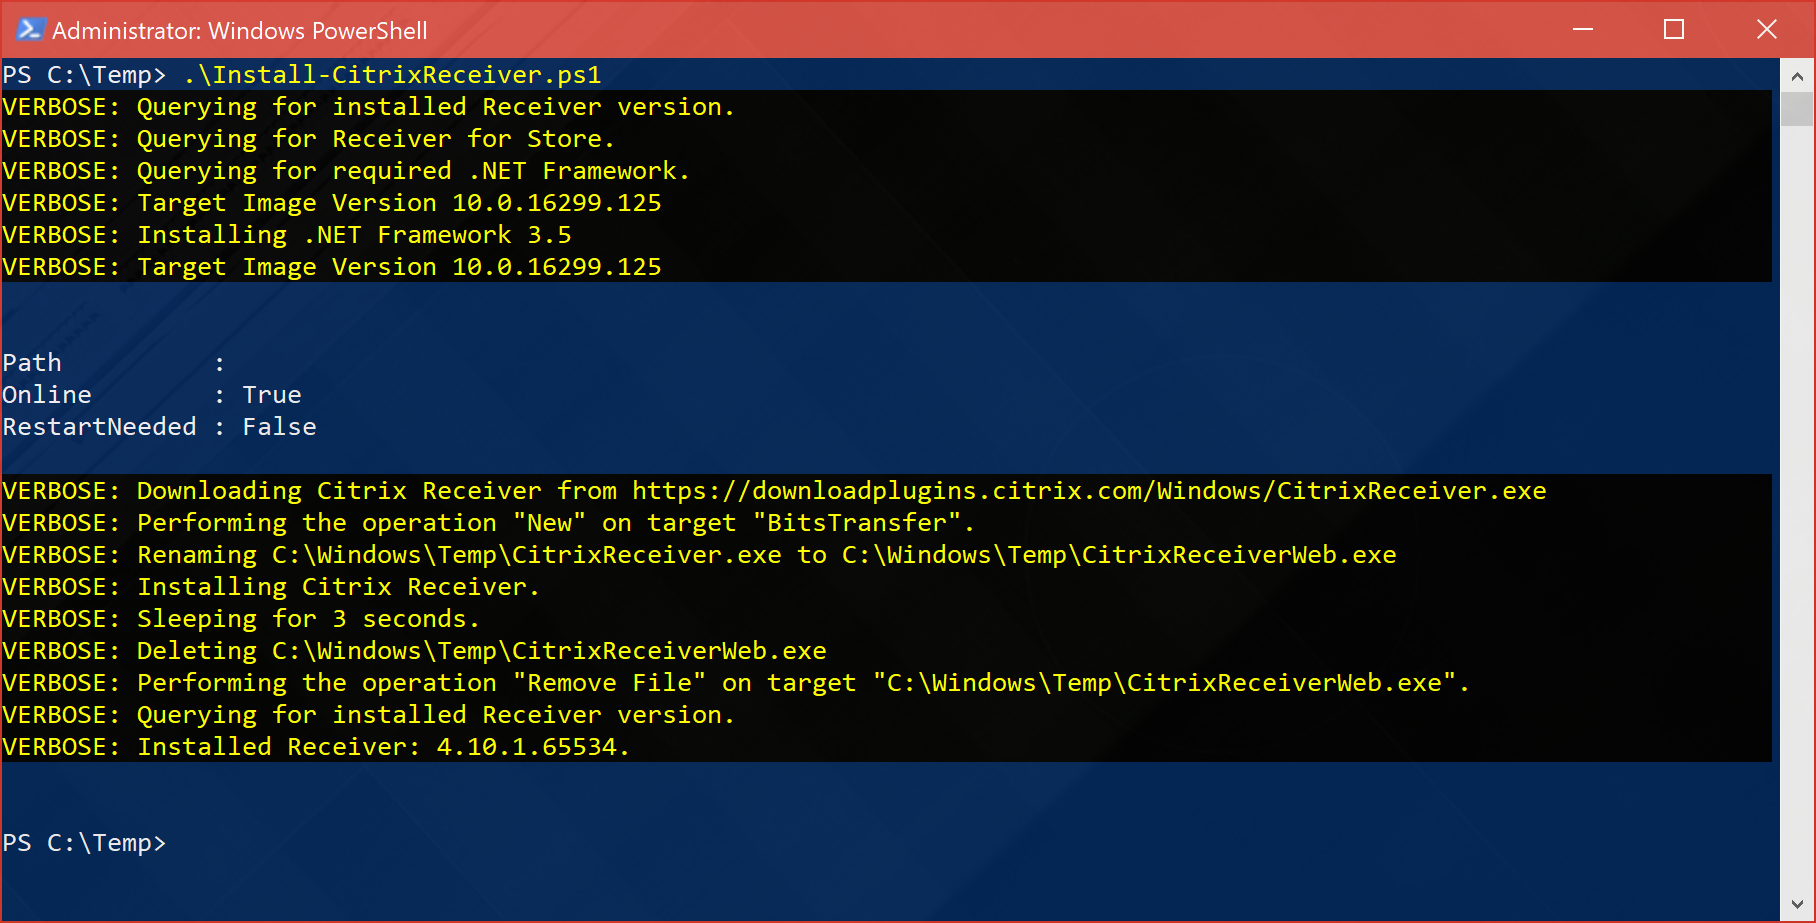 Administrator: Windows PowerShell
PS C:\Temp> .\Install-CitrixReceiver.ps1
VERBOSE: Querying for installed Receiver version.
VERBOSE: Querying for Receiver for Store.
VERBOSE: Querying for required .NET Framework.
VERBOSE: Target Image Version 10.0.16299.125
VERBOSE: Installing .NET Framework 3.5
VERBOSE: Target Image Version 10.0.16299.125
Path          :
Online        : True
RestartNeeded : False
VERBOSE: Downloading Citrix Receiver from https://downloadplugins.citrix.com/Windows/CitrixReceiver.exe
VERBOSE: Performing the operation "New" on target "BitsTransfer".
VERBOSE: Renaming C:\Windows\Temp\CitrixReceiver.exe to C:\Windows\Temp\CitrixReceiverWeb.exe
VERBOSE: Installing Citrix Receiver.
VERBOSE: Sleeping for 3 seconds.
VERBOSE: Deleting C:\Windows\Temp\CitrixReceiverWeb.exe
VERBOSE: Performing the operation "Remove File" on target "C:\Windows\Temp\CitrixReceiverWeb.exe".
VERBOSE: Querying for installed Receiver version.
VERBOSE: Installed Receiver: 4.10.1.65534.
PS C:\Temp>